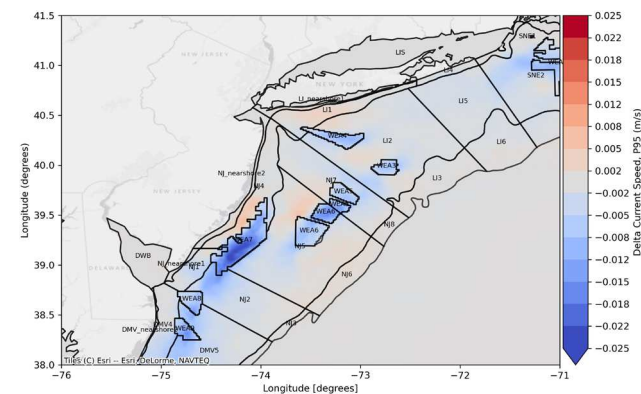 41.5
41.0
40.5
40.0
39.5
39.0
38.5
38.0
Longitude (degrees)
−76
−75
−74
−73
−72
−71
Longitude [degrees]
NEW JERSEY
NEW YORK
NEW JERSEY
DELAWARE
SNE1
LIS
SNE2
LI4
LI_nearshore
LI1
LI5
WEA4
LI2
LI6
WEA3
LI3
NJ_nearshore2
NJ4
NJ7
WEA5
WEA6
NJ8
WEA6
WEA7
NJ5
DWB
NJ_nearshore1
NJ1
NJ6
WEA8
NJ2
NJ3
DMV4
DMV_nearshore
WEA9
DMV5
Tiles (C) Esri -- Esri, DeLorme, NAVTEQ
0.025
0.022
0.018
0.015
0.012
0.008
0.005
0.002
−0.002
−0.005
−0.008
−0.012
−0.015
−0.018
−0.022
−0.025
Delta Current Speed, P95 (m/s)